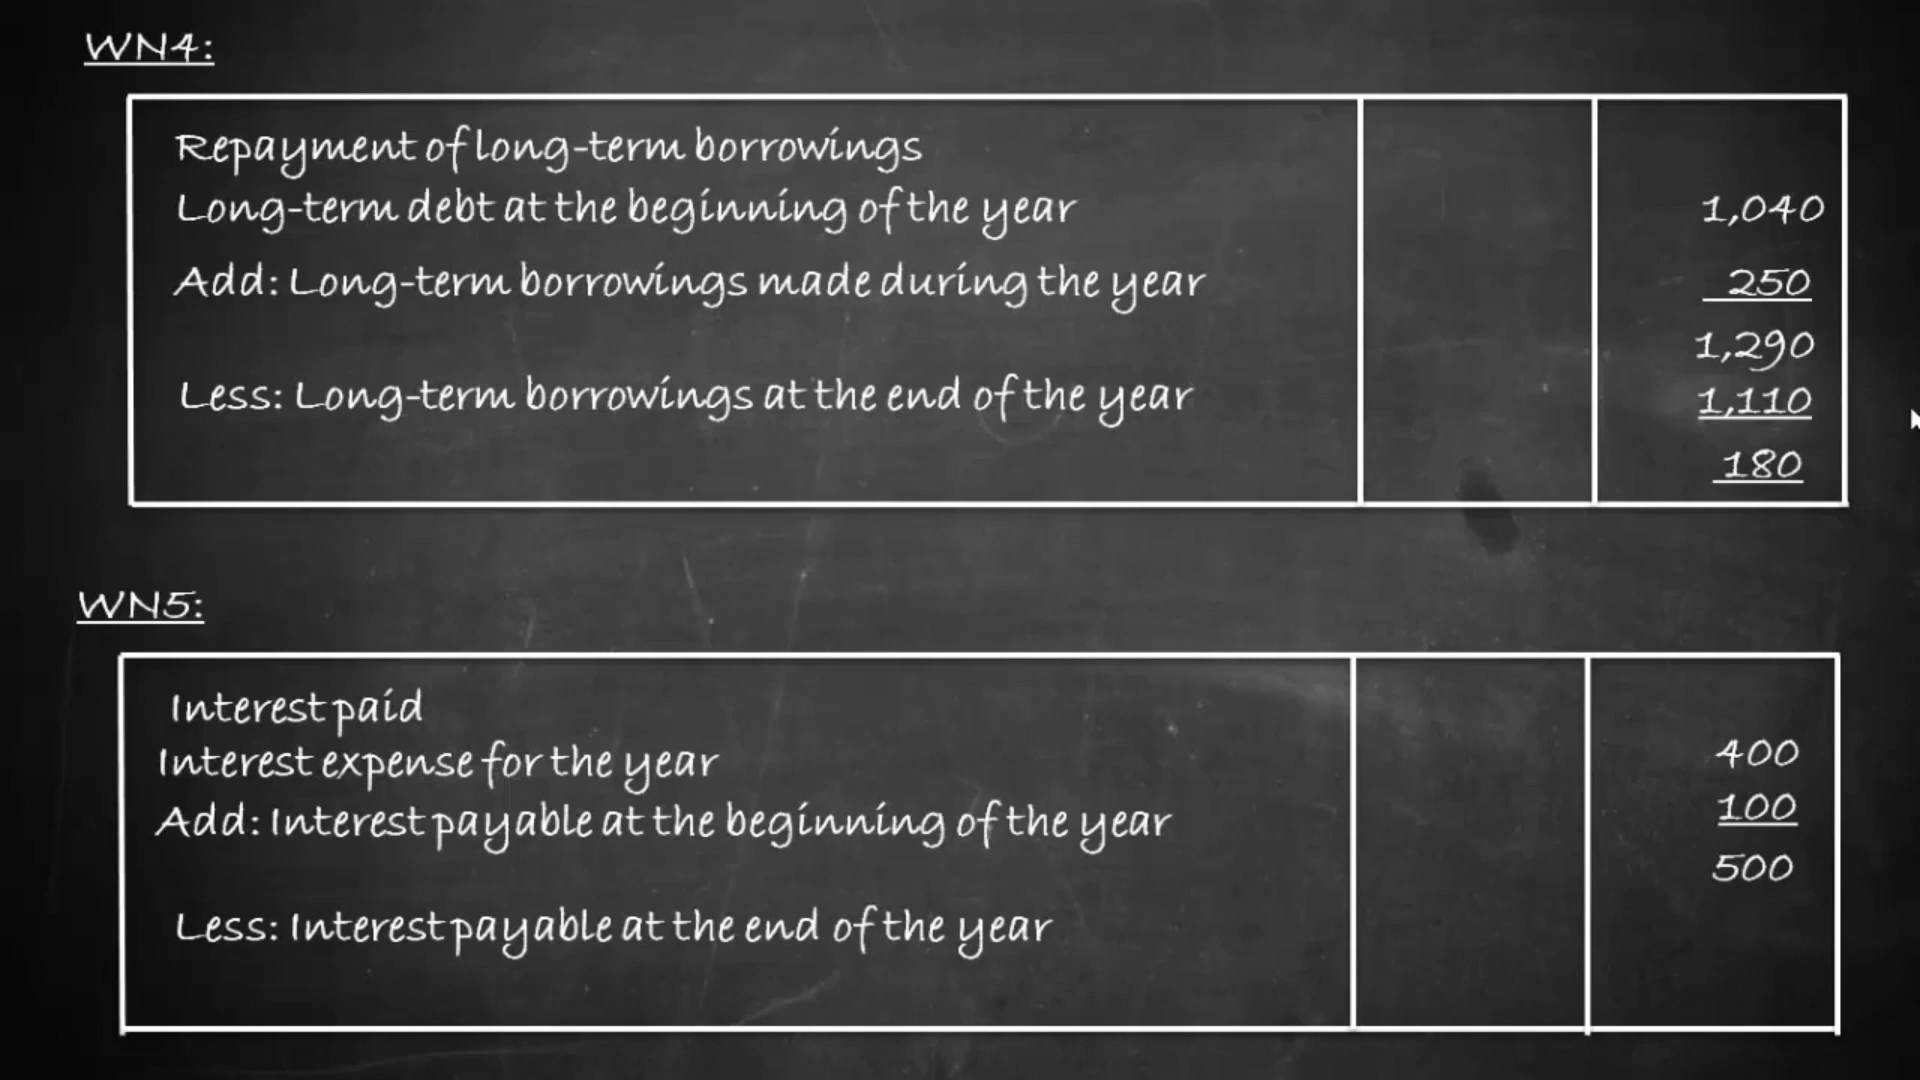 WN4:
Repayment of long-term borrowings
Long-term debt at the beginning of the year 1,040
Add: Long-term borrowings made during the year 250
1,290
Less: Long-term borrowings at the end of the year 1,110
180
WN5:
Interest paid
Interest expense for the year 400
Add: Interest payable at the beginning of the year 100
500
Less: Interest payable at the end of the year